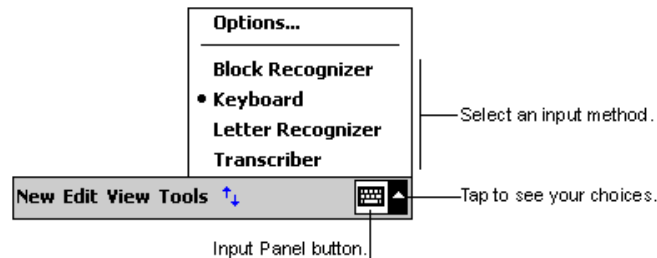 Options...
Block Recognizer
Keyboard
Letter Recognizer
Transcriber
Select an input method.
New Edit View Tools
Tap to see your choices.
Input Panel button.